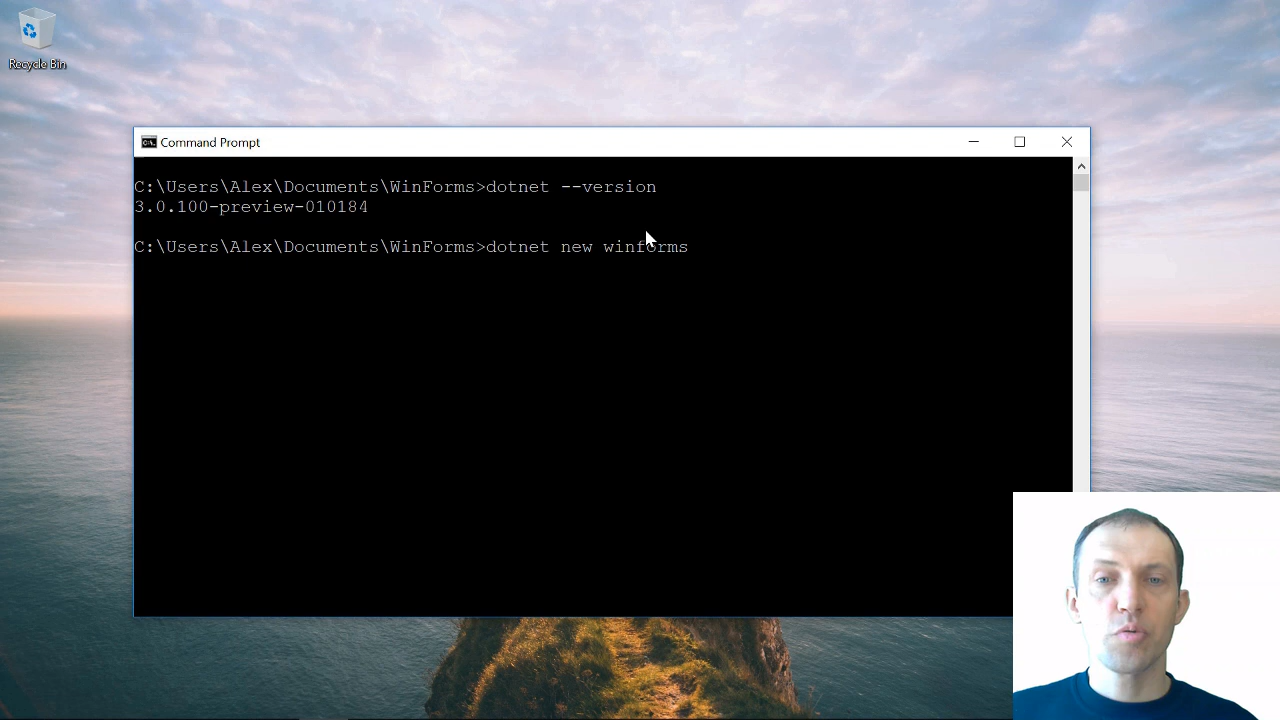 Recycle Bin
Command Prompt
C:\Users\Alex\Documents\WinForms>dotnet --version
3.0.100-preview-010184
C:\Users\Alex\Documents\WinForms>dotnet new winforms